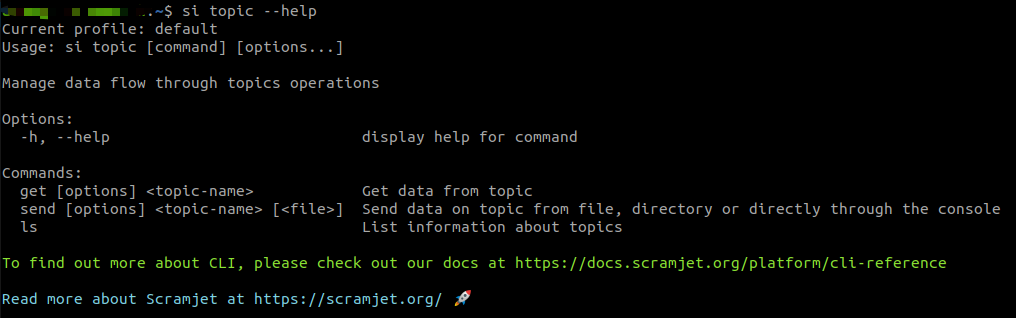 .:~$ si topic --help
Current profile: default
Usage: si topic [command] [options...]
Manage data flow through topics operations
Options:
-h, --help display help for command
Commands:
get [options] <topic-name> Get data from topic
send [options] <topic-name> [<file>] Send data on topic from file, directory or directly through the console
ls List information about topics
To find out more about CLI, please check out our docs at https://docs.scramjet.org/platform/cli-reference
Read more about Scramjet at https://scramjet.org/ 🚀